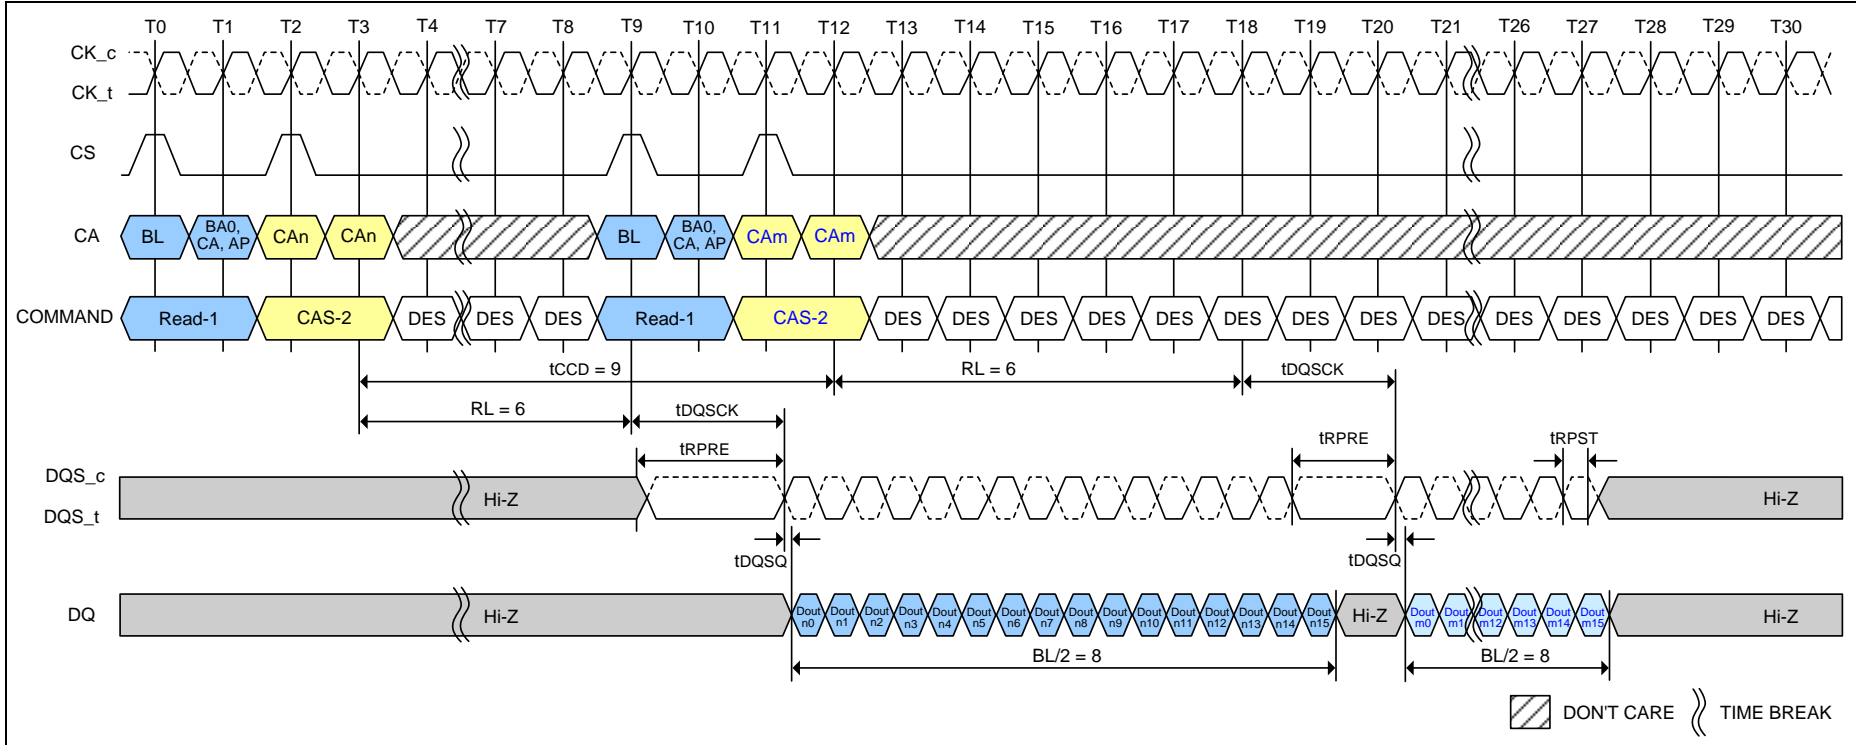 T0 T1 T2 T3 T4 T7 T8 T9 T10 T11 T12 T13 T14 T15 T16 T17 T18 T19 T20 T21 T26 T27 T28 T29 T30
CK_c
CK_t
CS
CA BL BA0, CA, AP CAn CAn BL BA0, CA, AP CAm CAm
COMMAND Read-1 CAS-2 DES DES DES Read-1 CAS-2 DES DES DES DES DES DES DES DES DES DES DES DES DES DES
tCCD = 9 RL = 6 tDQSCK
RL = 6 tDQSCK
tRPRE tRPRE tRPST
DQS_c
Hi-Z Hi-Z
DQS_t
tDQSQ tDQSQ
DQ Hi-Z Dout n0 Dout n1 Dout n2 Dout n3 Dout n4 Dout n5 Dout n6 Dout n7 Dout n8 Dout n9 Dout n10 Dout n11 Dout n12 Dout n13 Dout n14 Dout n15 Hi-Z Dout m0 Dout m1 Dout m12 Dout m13 Dout m14 Dout m15 Hi-Z
BL/2 = 8 BL/2 = 8
DON'T CARE TIME BREAK